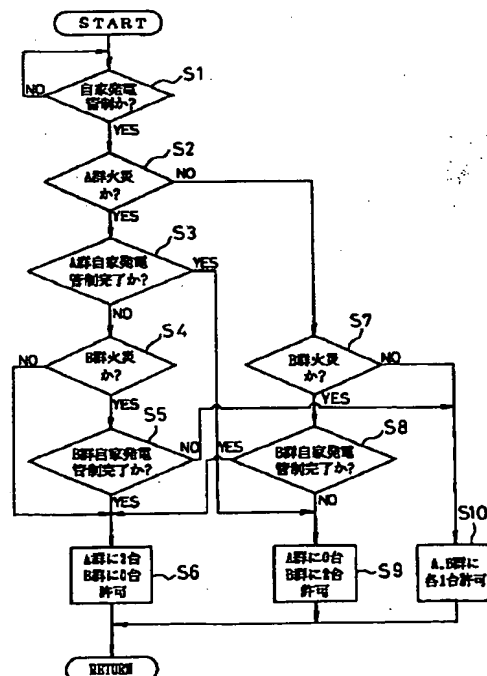 START
NO
自家発電
管制か?
S1
YES
A群火災
か?
S2
NO
YES
A群自家発電
管制完了か?
S3
YES
NO
NO
B群火災
か?
S4
B群火災
か?
S7
NO
YES
YES
B群自家発電
管制完了か?
S5
NO
YES
B群自家発電
管制完了か?
S8
YES
NO
A群に2台
B群に0台
許可
S6
A群に0台
B群に2台
許可
S9
A.B群に
各1台許可
S10
RETURN